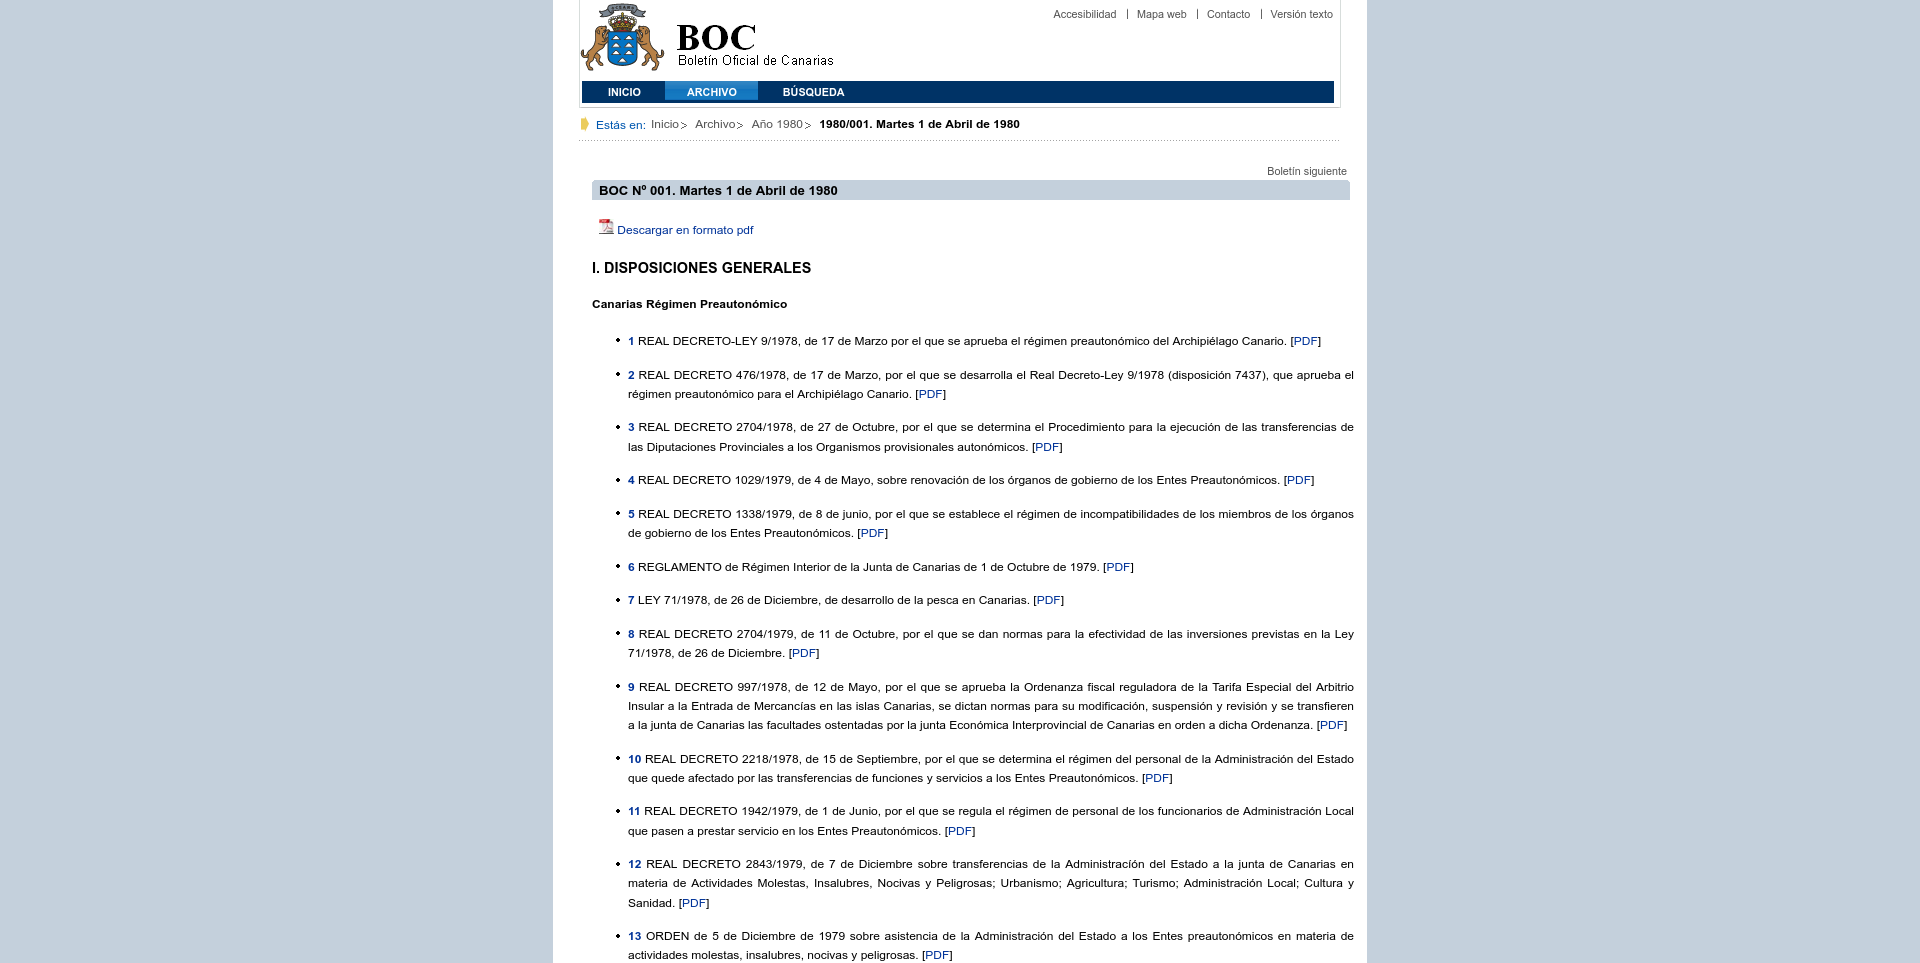 Accesibilidad | Mapa web | Contacto | Versión texto
BOC
Boletín Oficial de Canarias
INICIO ARCHIVO BÚSQUEDA
Estás en: Inicio > Archivo > Año 1980 > 1980/001. Martes 1 de Abril de 1980
Boletín siguiente
BOC Nº 001. Martes 1 de Abril de 1980
Descargar en formato pdf
I. DISPOSICIONES GENERALES
Canarias Régimen Preautonómico
1 REAL DECRETO-LEY 9/1978, de 17 de Marzo por el que se aprueba el régimen preautonómico del Archipiélago Canario. [PDF]
2 REAL DECRETO 476/1978, de 17 de Marzo, por el que se desarrolla el Real Decreto-Ley 9/1978 (disposición 7437), que aprueba el
régimen preautonómico para el Archipiélago Canario. [PDF]
3 REAL DECRETO 2704/1978, de 27 de Octubre, por el que se determina el Procedimiento para la ejecución de las transferencias de
las Diputaciones Provinciales a los Organismos provisionales autonómicos. [PDF]
4 REAL DECRETO 1029/1979, de 4 de Mayo, sobre renovación de los órganos de gobierno de los Entes Preautonómicos. [PDF]
5 REAL DECRETO 1338/1979, de 8 de junio, por el que se establece el régimen de incompatibilidades de los miembros de los órganos
de gobierno de los Entes Preautonómicos. [PDF]
6 REGLAMENTO de Régimen Interior de la Junta de Canarias de 1 de Octubre de 1979. [PDF]
7 LEY 71/1978, de 26 de Diciembre, de desarrollo de la pesca en Canarias. [PDF]
8 REAL DECRETO 2704/1979, de 11 de Octubre, por el que se dan normas para la efectividad de las inversiones previstas en la Ley
71/1978, de 26 de Diciembre. [PDF]
9 REAL DECRETO 997/1978, de 12 de Mayo, por el que se aprueba la Ordenanza fiscal reguladora de la Tarifa Especial del Arbitrio
Insular a la Entrada de Mercancías en las islas Canarias, se dictan normas para su modificación, suspensión y revisión y se transfieren
a la junta de Canarias las facultades ostentadas por la junta Económica Interprovincial de Canarias en orden a dicha Ordenanza. [PDF]
10 REAL DECRETO 2218/1978, de 15 de Septiembre, por el que se determina el régimen del personal de la Administración del Estado
que quede afectado por las transferencias de funciones y servicios a los Entes Preautonómicos. [PDF]
11 REAL DECRETO 1942/1979, de 1 de Junio, por el que se regula el régimen de personal de los funcionarios de Administración Local
que pasen a prestar servicio en los Entes Preautonómicos. [PDF]
12 REAL DECRETO 2843/1979, de 7 de Diciembre sobre transferencias de la Administración del Estado a la junta de Canarias en
materia de Actividades Molestas, Insalubres, Nocivas y Peligrosas; Urbanismo; Agricultura; Turismo; Administración Local; Cultura y
Sanidad. [PDF]
13 ORDEN de 5 de Diciembre de 1979 sobre asistencia de la Administración del Estado a los Entes preautonómicos en materia de
actividades molestas, insalubres, nocivas y peligrosas. [PDF]